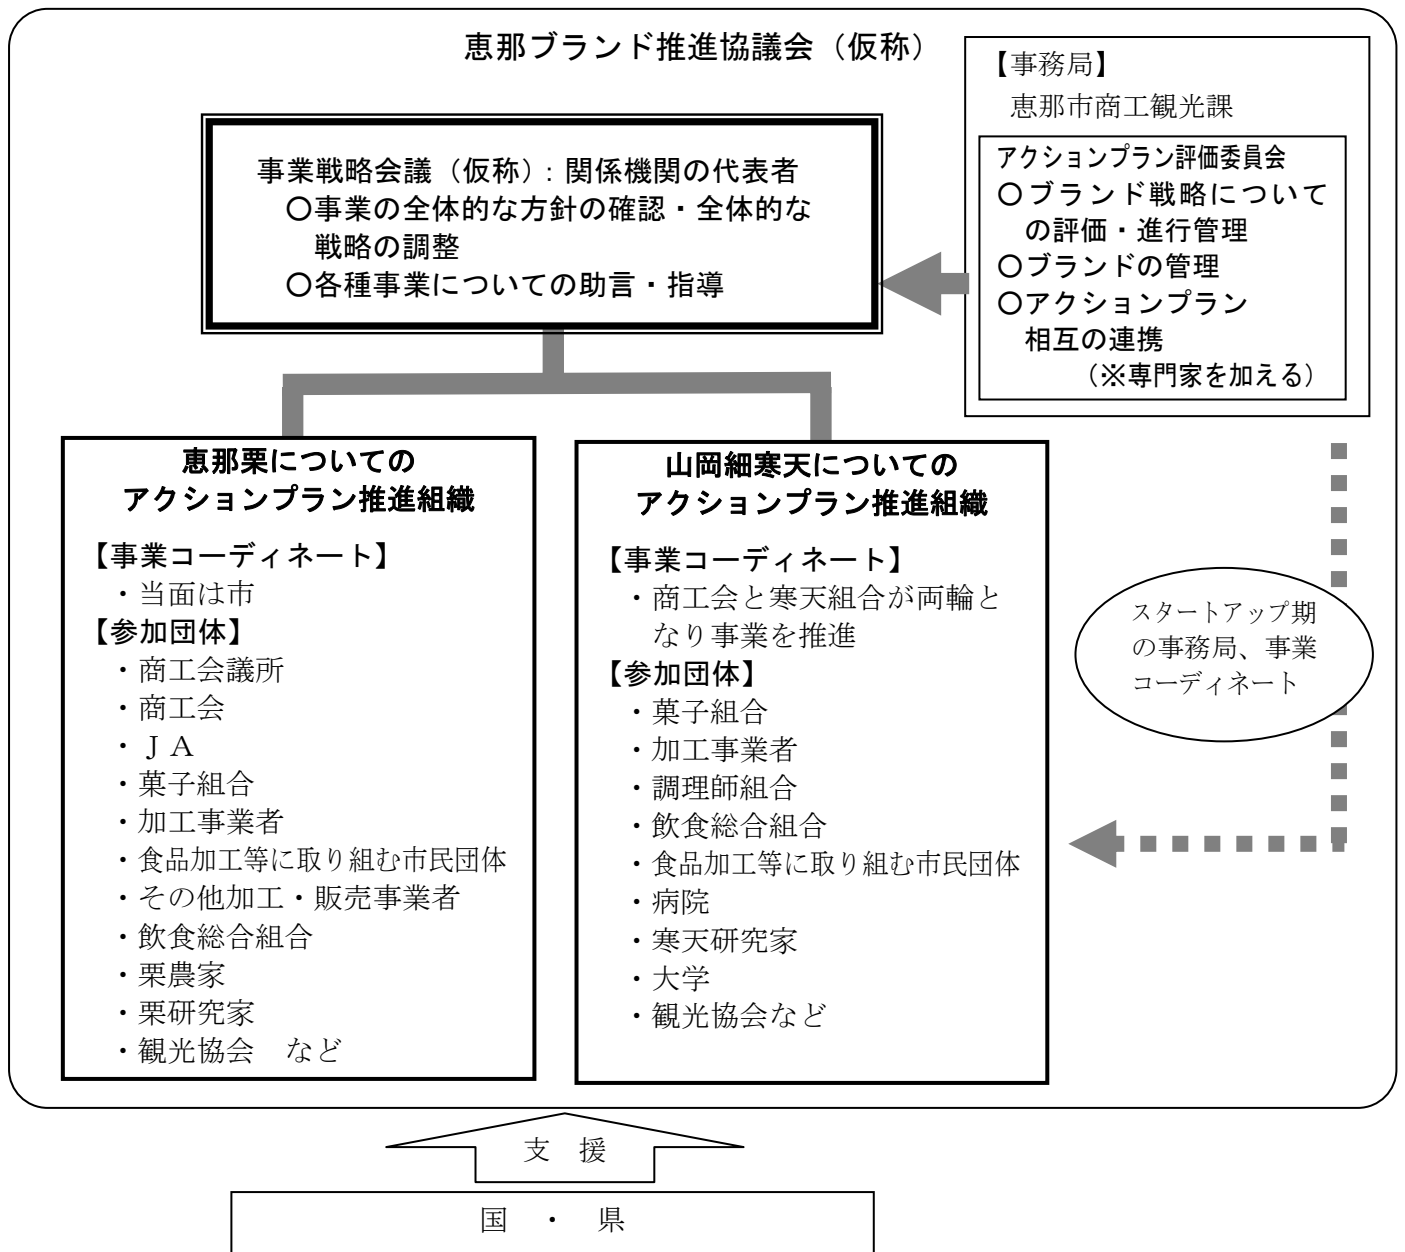 恵那ブランド推進協議会（仮称）
【事務局】
恵那市商工観光課
アクションプラン評価委員会
○ブランド戦略について
の評価・進行管理
○ブランドの管理
○アクションプラン
相互の連携
（※専門家を加える）
事業戦略会議（仮称）：関係機関の代表者
○事業の全体的な方針の確認・全体的な
戦略の調整
○各種事業についての助言・指導
恵那栗についての
アクションプラン推進組織
【事業コーディネート】
・当面は市
【参加団体】
・商工会議所
・商工会
・ＪＡ
・菓子組合
・加工事業者
・食品加工等に取り組む市民団体
・その他加工・販売事業者
・飲食総合組合
・栗農家
・栗研究家
・観光協会　など
山岡細寒天についての
アクションプラン推進組織
【事業コーディネート】
・商工会と寒天組合が両輪と
なり事業を推進
【参加団体】
・菓子組合
・加工事業者
・調理師組合
・飲食総合組合
・食品加工等に取り組む市民団体
・病院
・寒天研究家
・大学
・観光協会など
スタートアップ期
の事務局、事業
コーディネート
支　援
国　・　県